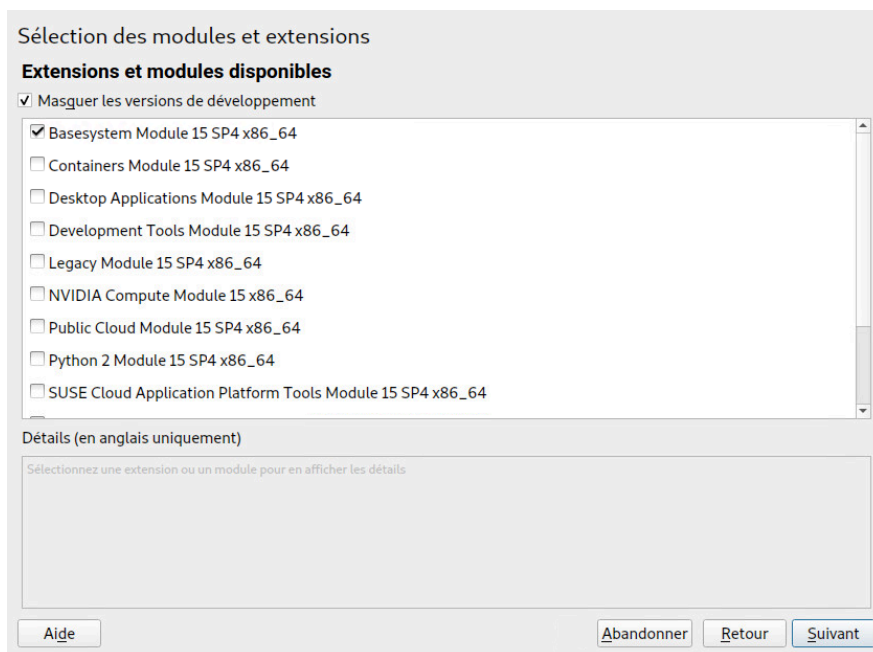 Sélection des modules et extensions
Extensions et modules disponibles
Masquer les versions de développement
Basesystem Module 15 SP4 x86_64
Containers Module 15 SP4 x86_64
Desktop Applications Module 15 SP4 x86_64
Development Tools Module 15 SP4 x86_64
Legacy Module 15 SP4 x86_64
NVIDIA Compute Module 15 x86_64
Public Cloud Module 15 SP4 x86_64
Python 2 Module 15 SP4 x86_64
SUSE Cloud Application Platform Tools Module 15 SP4 x86_64
Détails (en anglais uniquement)
Sélectionnez une extension ou un module pour en afficher les détails
Aide Abandonner Retour Suivant